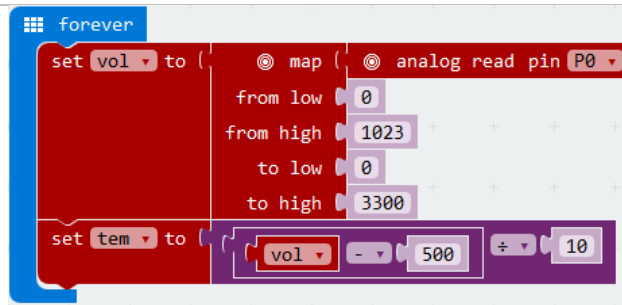 forever
set vol to ( map ( analog read pin P0
from low 0
from high 1023
to low 0
to high 3300
set tem to ( ( ( vol - ( 500 ÷ ( 10